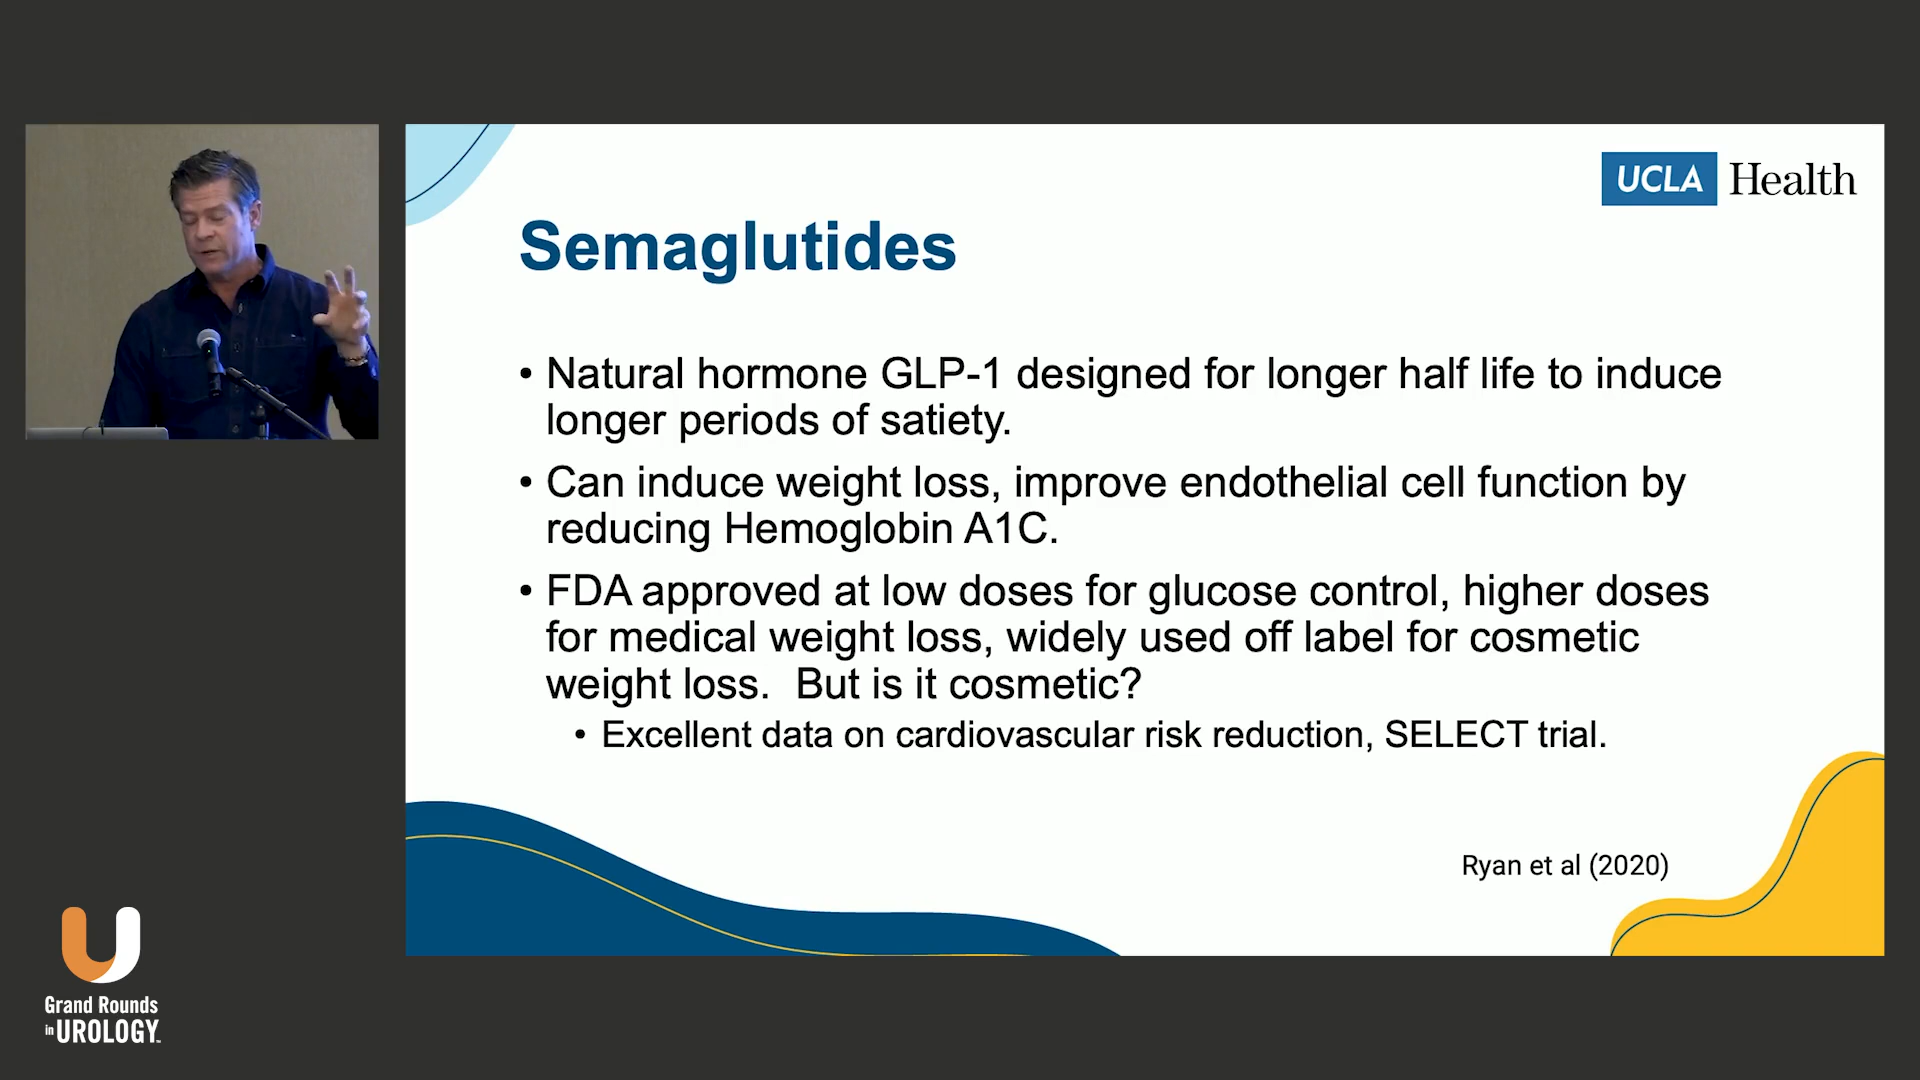 UCLA Health
Semaglutides
• Natural hormone GLP-1 designed for longer half life to induce
longer periods of satiety.
• Can induce weight loss, improve endothelial cell function by
reducing Hemoglobin A1C.
• FDA approved at low doses for glucose control, higher doses
for medical weight loss, widely used off label for cosmetic
weight loss.  But is it cosmetic?
• Excellent data on cardiovascular risk reduction, SELECT trial.
Ryan et al (2020)
U
Grand Rounds
in UROLOGY™